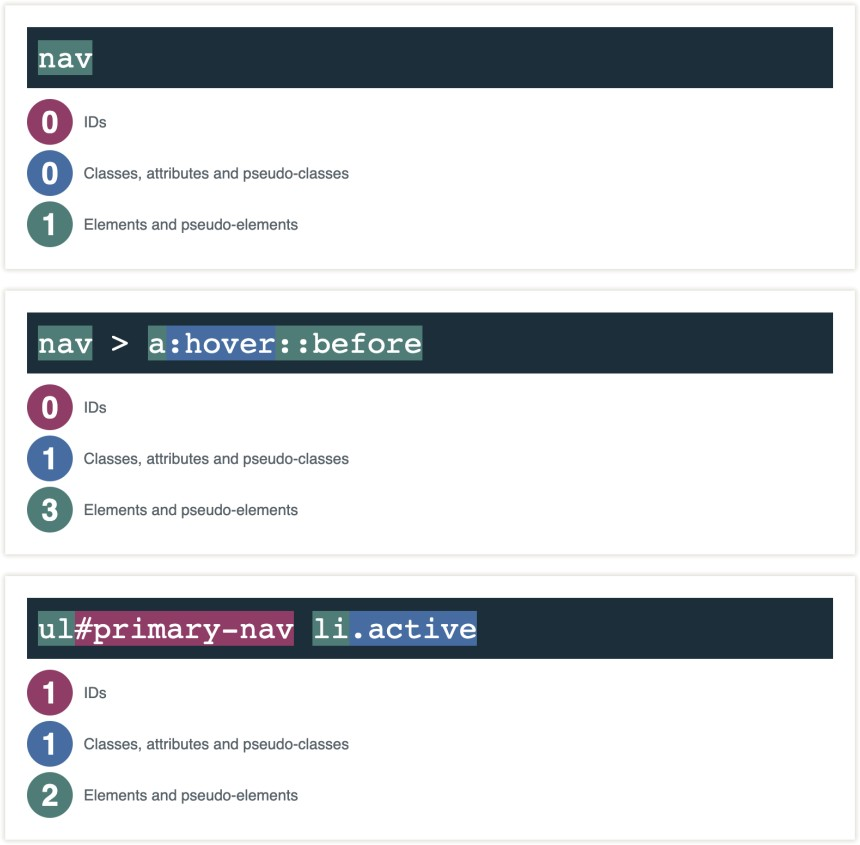 nav
0 IDs
0 Classes, attributes and pseudo-classes
1 Elements and pseudo-elements
nav > a:hover::before
0 IDs
1 Classes, attributes and pseudo-classes
3 Elements and pseudo-elements
ul#primary-nav li.active
1 IDs
1 Classes, attributes and pseudo-classes
2 Elements and pseudo-elements